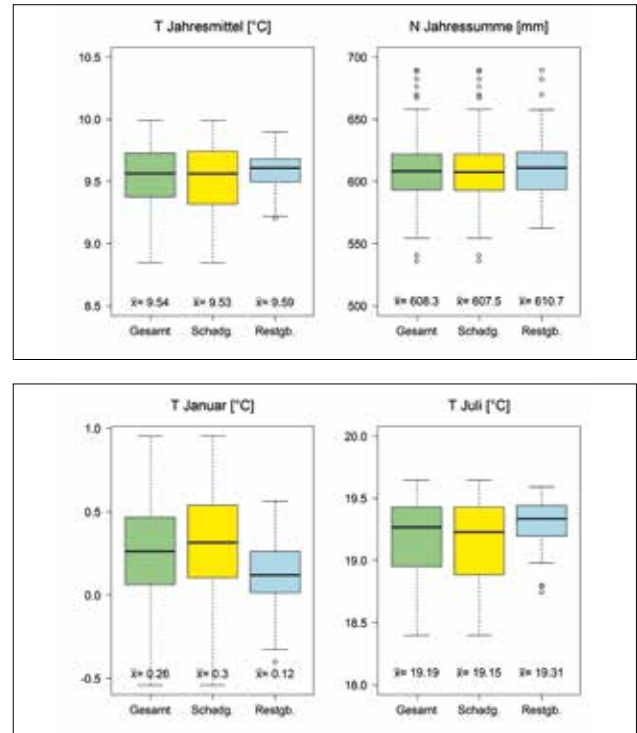 T Jahresmittel [°C]
10.5
10.0
9.5
9.0
8.5
x̄= 9.54 x̄= 9.53 x̄= 9.59
Gesamt Schadg. Restgb.
N Jahressumme [mm]
700
650
600
550
500
x̄= 608.3 x̄= 607.5 x̄= 610.7
Gesamt Schadg. Restgb.
T Januar [°C]
1.0
0.5
0.0
-0.5
x̄= 0.26 x̄= 0.3 x̄= 0.12
Gesamt Schadg. Restgb.
T Juli [°C]
20.0
19.5
19.0
18.5
18.0
x̄= 19.19 x̄= 19.15 x̄= 19.31
Gesamt Schadg. Restgb.